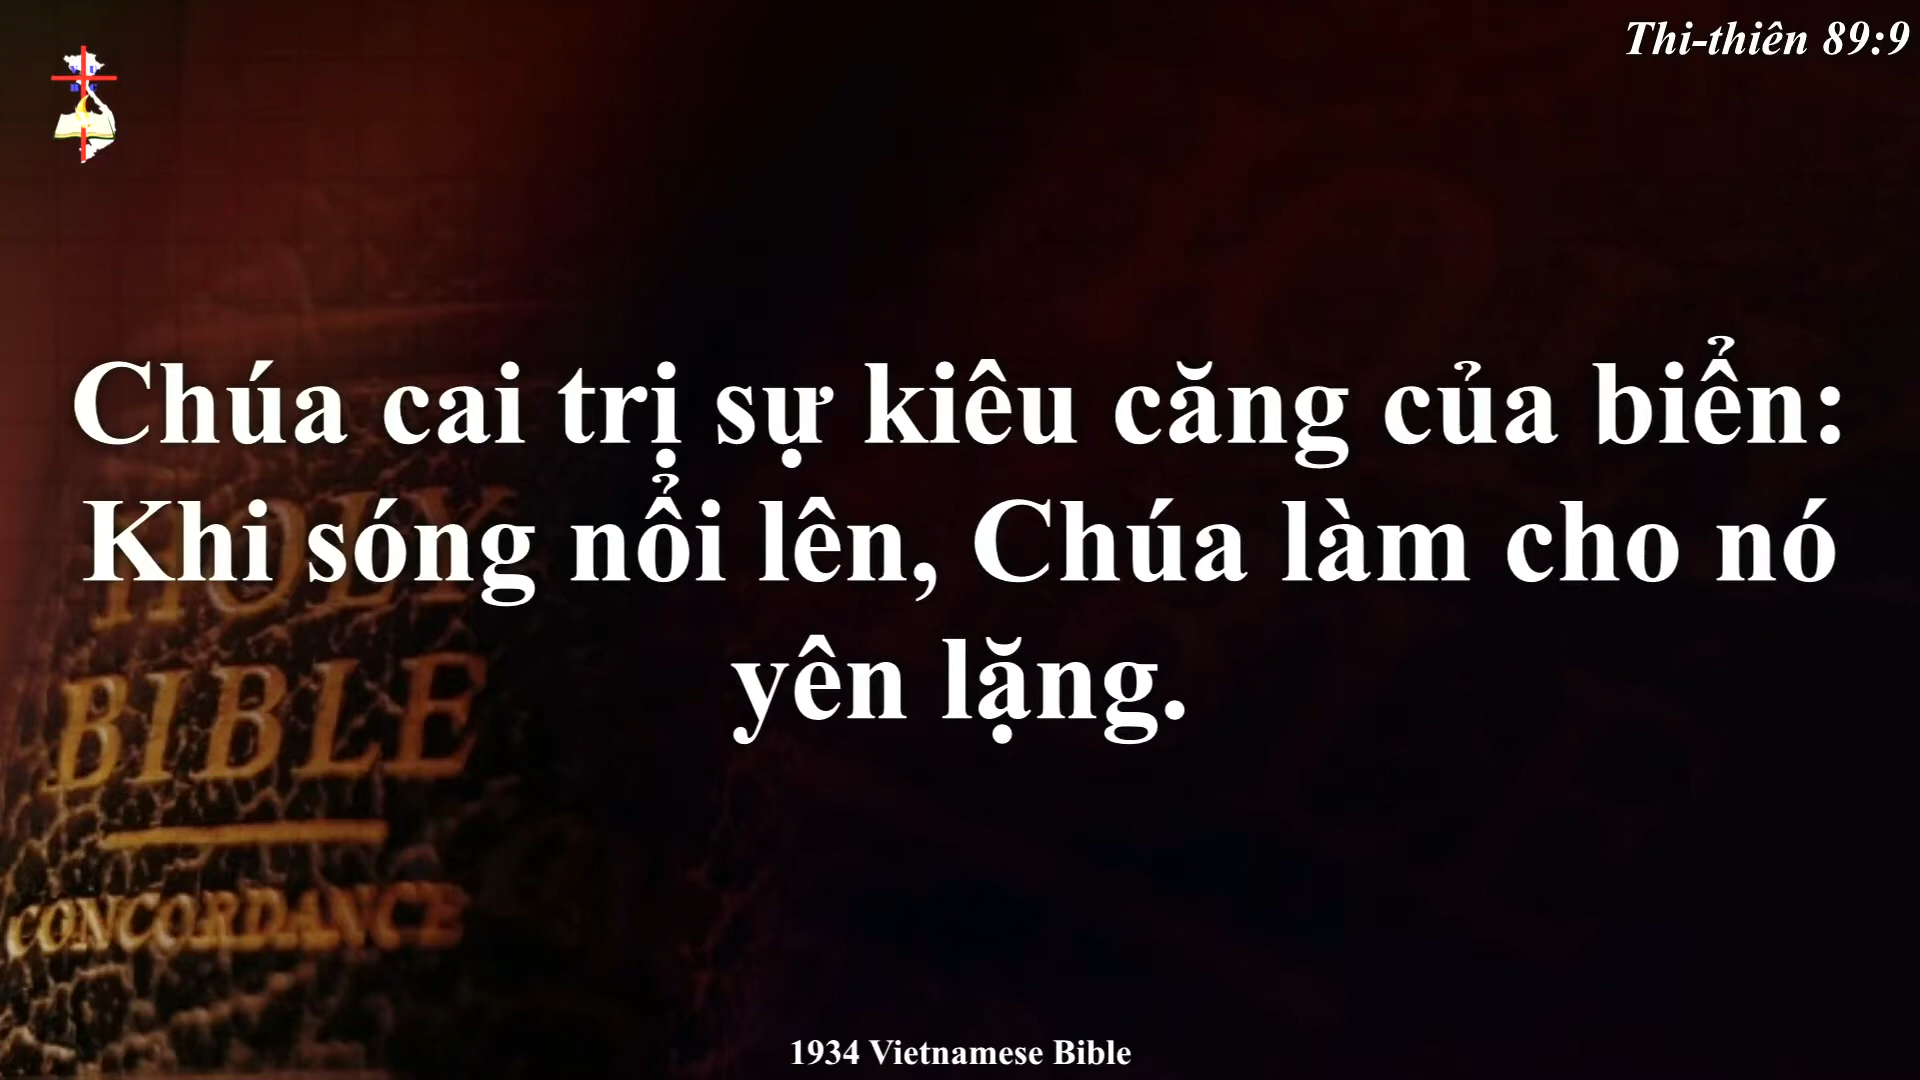 Thi-thiên 89:9
Chúa cai trị sự kiêu căng của biển:
Khi sóng nổi lên, Chúa làm cho nó
yên lặng.
HOLY
BIBLE
CONCORDANCE
1934 Vietnamese Bible